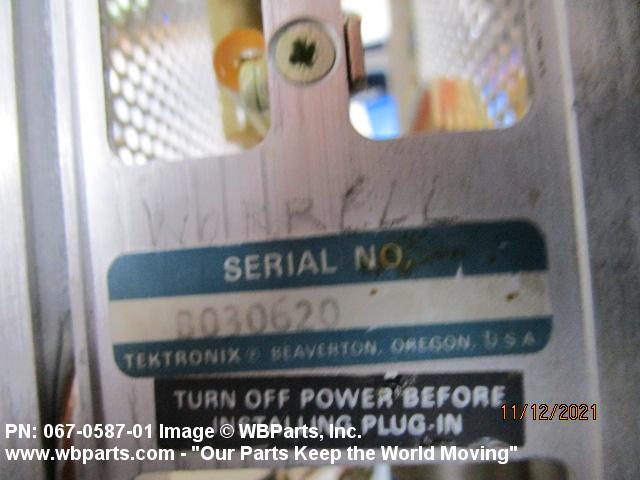 WORRELL
SERIAL NO.
B030620
TEKTRONIX® BEAVERTON, OREGON, U S A
TURN OFF POWER BEFORE
INSTALLING PLUG-IN
11/12/2021
PN: 067-0587-01 Image © WBParts, Inc.
www.wbparts.com - "Our Parts Keep the World Moving"